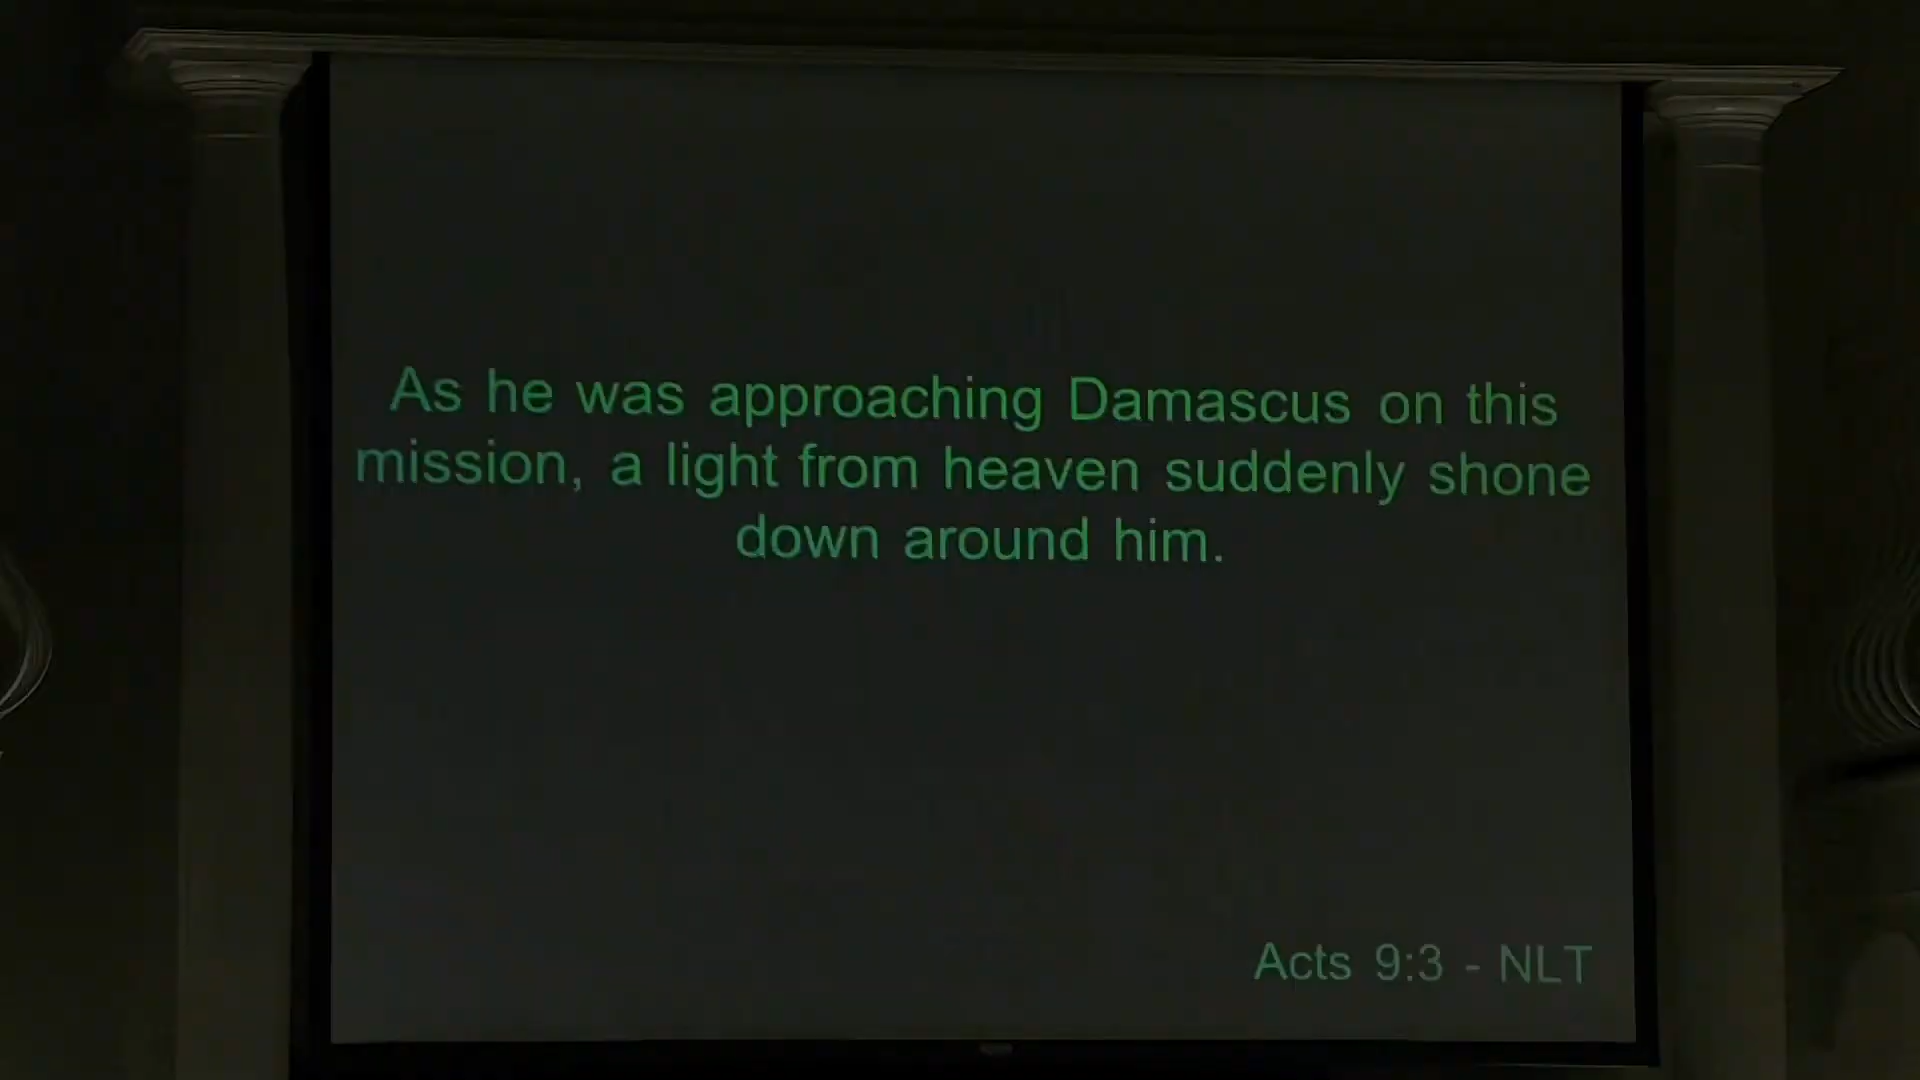 As he was approaching Damascus on this
mission, a light from heaven suddenly shone
down around him.
Acts 9:3 - NLT